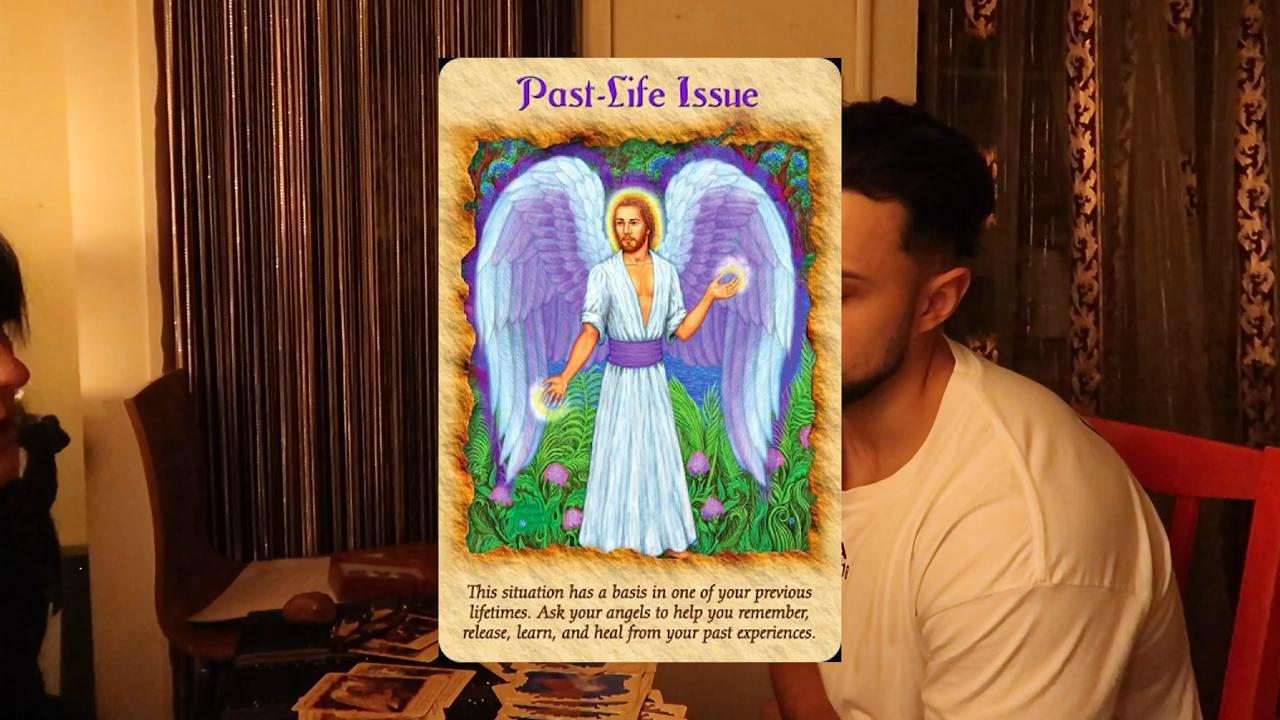 Past-Life Issue
This situation has a basis in one of your previous
lifetimes. Ask your angels to help you remember,
release, learn, and heal from your past experiences.